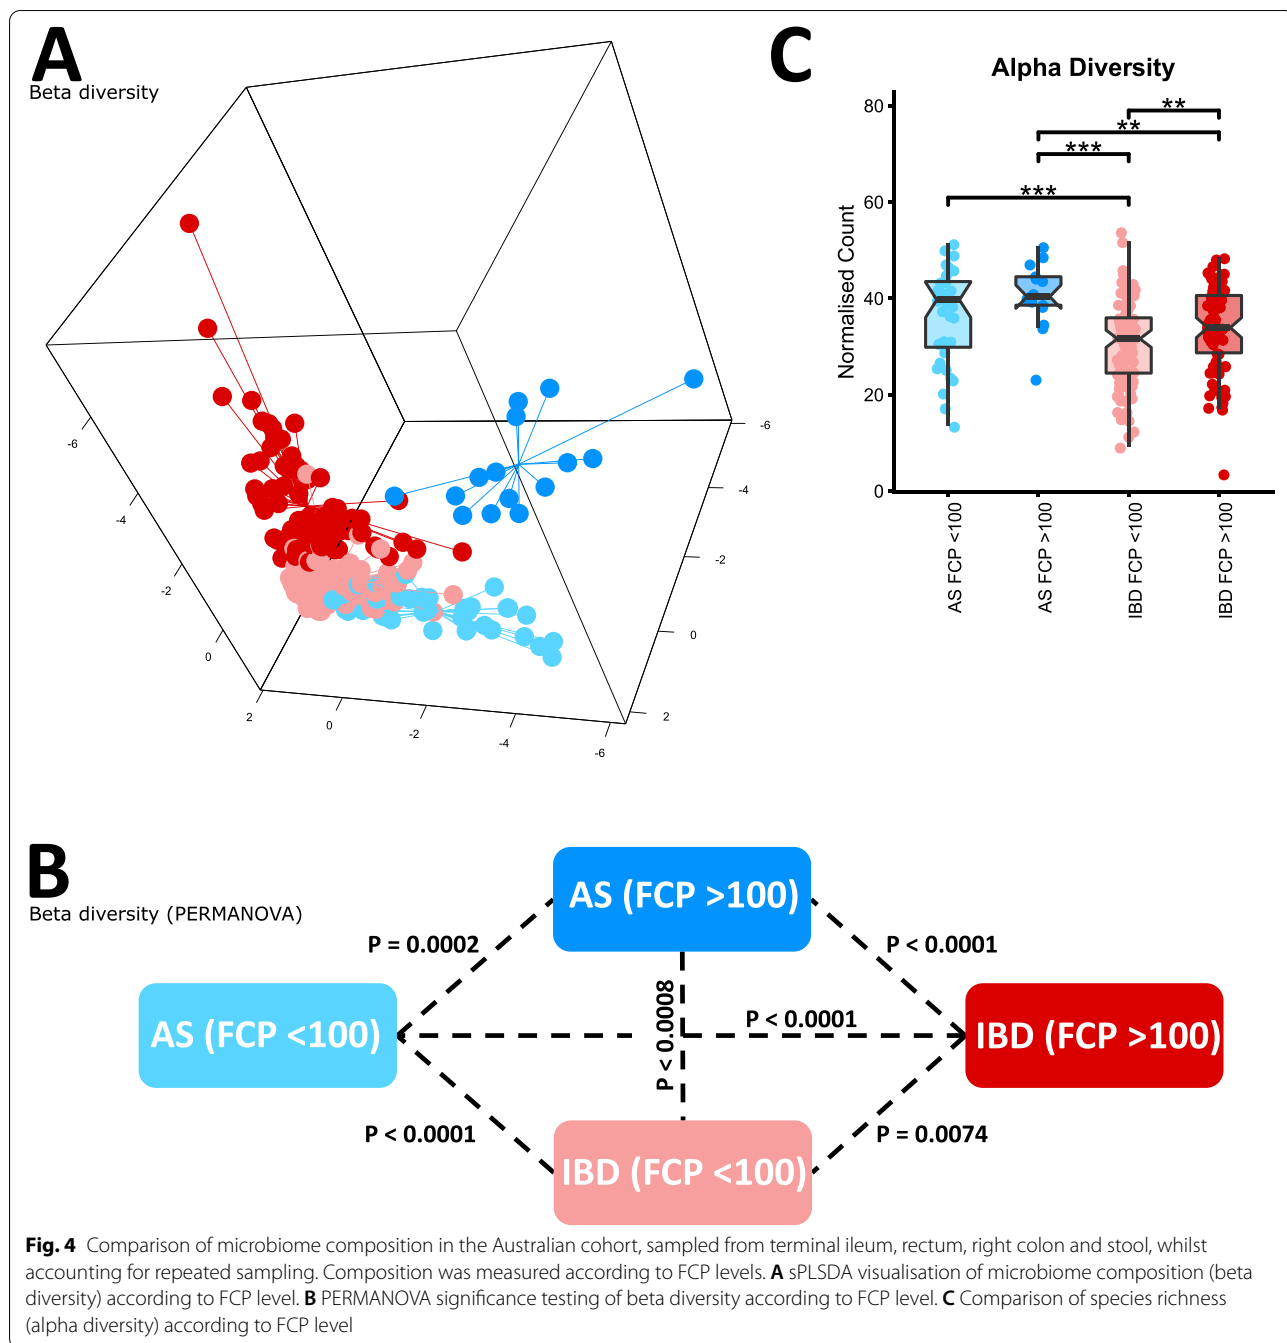 A
Beta diversity
-6
-4
-2
0
2
0
-2
-4
-6
-6
-4
-2
0
2
C
Alpha Diversity
Normalised Count
80
60
40
20
0
**
**
***
***
AS FCP <100
AS FCP >100
IBD FCP <100
IBD FCP >100
B
Beta diversity (PERMANOVA)
AS (FCP >100)
P = 0.0002
P < 0.0001
AS (FCP <100)
P < 0.0008
P < 0.0001
IBD (FCP >100)
P < 0.0001
P = 0.0074
IBD (FCP <100)
Fig. 4 Comparison of microbiome composition in the Australian cohort, sampled from terminal ileum, rectum, right colon and stool, whilst
accounting for repeated sampling. Composition was measured according to FCP levels. A sPLSDA visualisation of microbiome composition (beta
diversity) according to FCP level. B PERMANOVA significance testing of beta diversity according to FCP level. C Comparison of species richness
(alpha diversity) according to FCP level